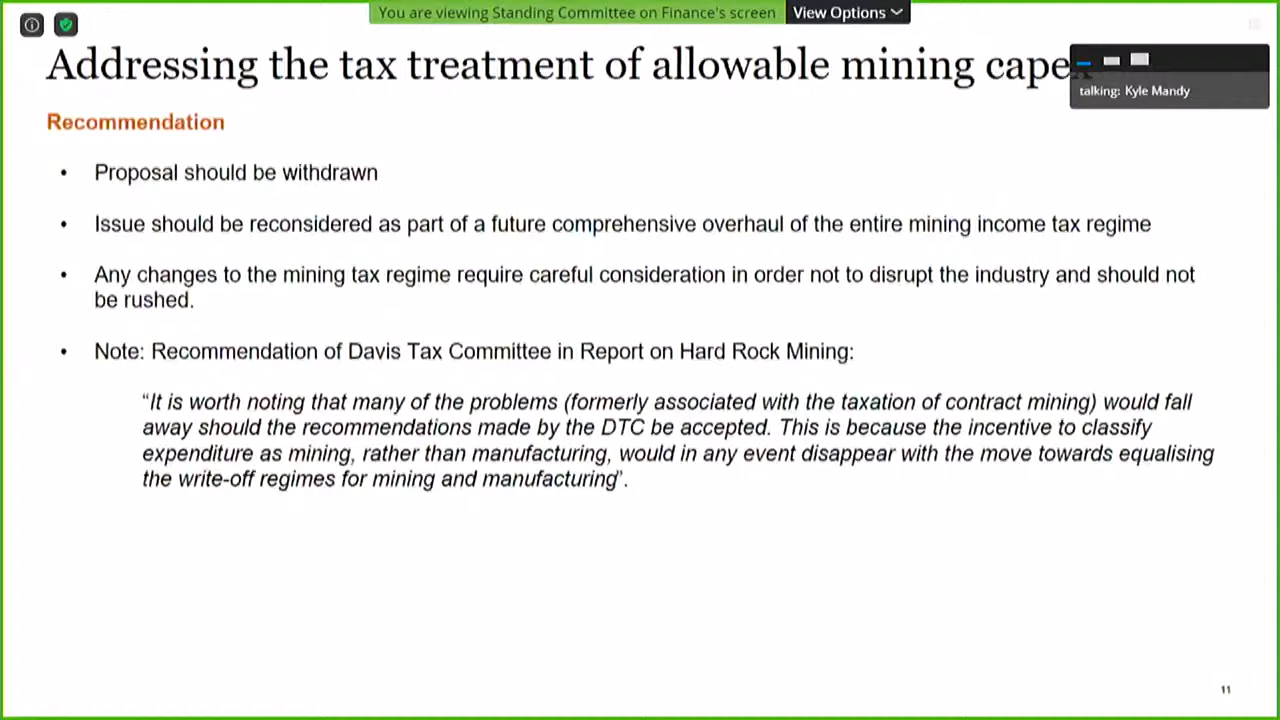 You are viewing Standing Committee on Finance's screen
View Options
Addressing the tax treatment of allowable mining capex
talking: Kyle Mandy
Recommendation
• Proposal should be withdrawn
• Issue should be reconsidered as part of a future comprehensive overhaul of the entire mining income tax regime
• Any changes to the mining tax regime require careful consideration in order not to disrupt the industry and should not
be rushed.
• Note: Recommendation of Davis Tax Committee in Report on Hard Rock Mining:
“It is worth noting that many of the problems (formerly associated with the taxation of contract mining) would fall
away should the recommendations made by the DTC be accepted. This is because the incentive to classify
expenditure as mining, rather than manufacturing, would in any event disappear with the move towards equalising
the write-off regimes for mining and manufacturing”.
11